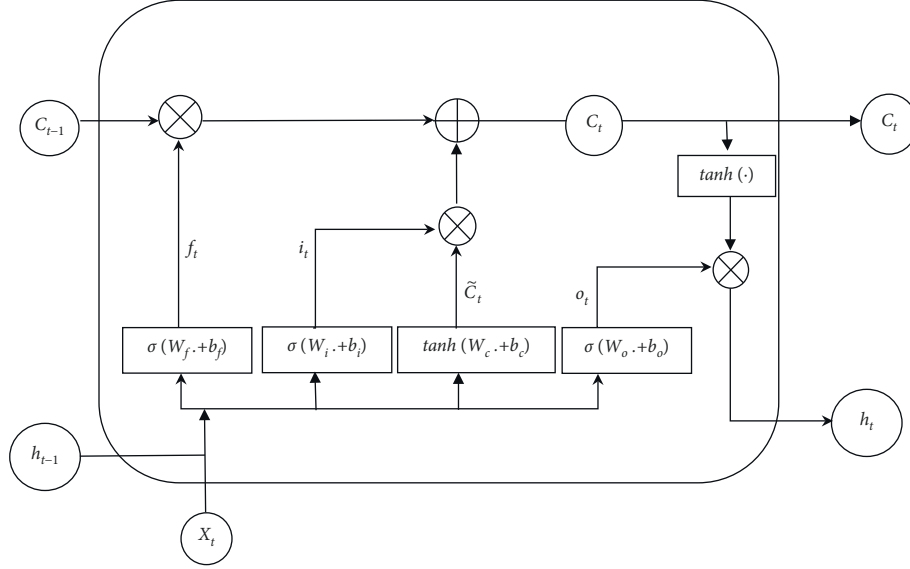 C_{t−1}
C_t
C_t
tanh (·)
f_t
i_t
C̃_t
o_t
σ (W_f .+b_f)
σ (W_i .+b_i)
tanh (W_c .+b_c)
σ (W_o .+b_o)
h_{t−1}
h_t
X_t